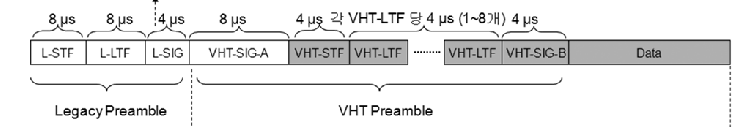 8 μs 8 μs 4 μs 8 μs 4 μs 각 VHT-LTF 당 4 μs (1~8개) 4 μs
L-STF L-LTF L-SIG VHT-SIG-A VHT-STF VHT-LTF ........ VHT-LTF VHT-SIG-B Data
Legacy Preamble VHT Preamble